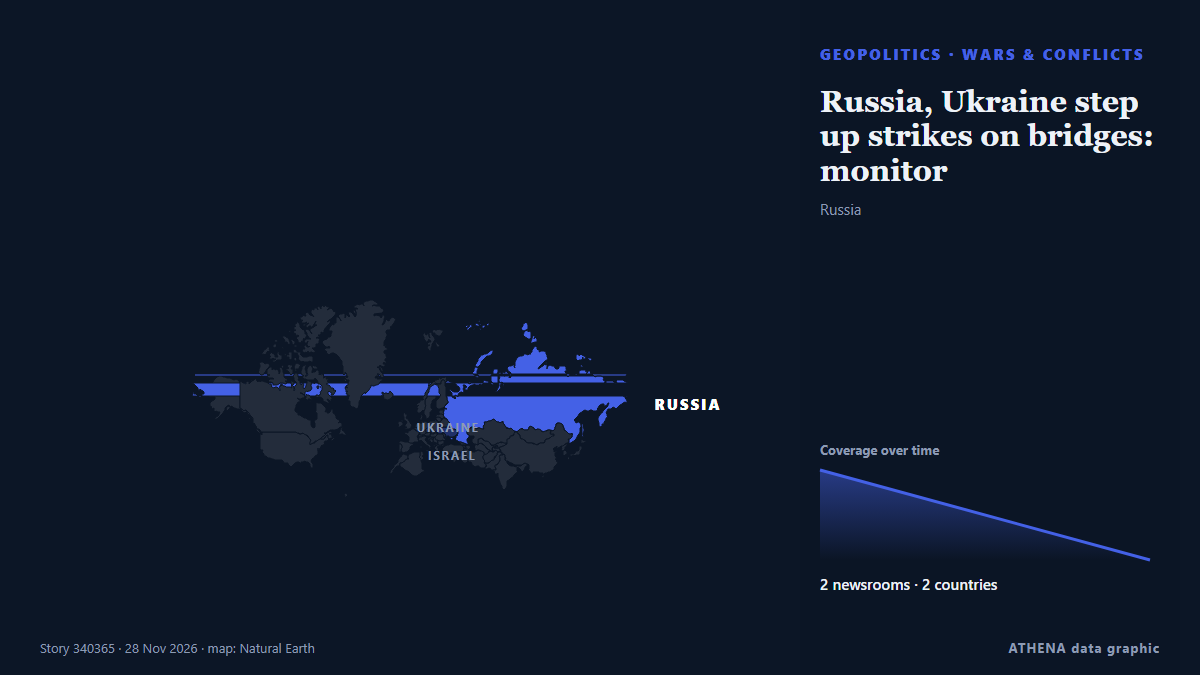 GEOPOLITICS · WARS & CONFLICTS
Russia, Ukraine step
up strikes on bridges:
monitor
Russia
RUSSIA
UKRAINE
ISRAEL
Coverage over time
2 newsrooms · 2 countries
Story 340365 · 28 Nov 2026 · map: Natural Earth
ATHENA data graphic